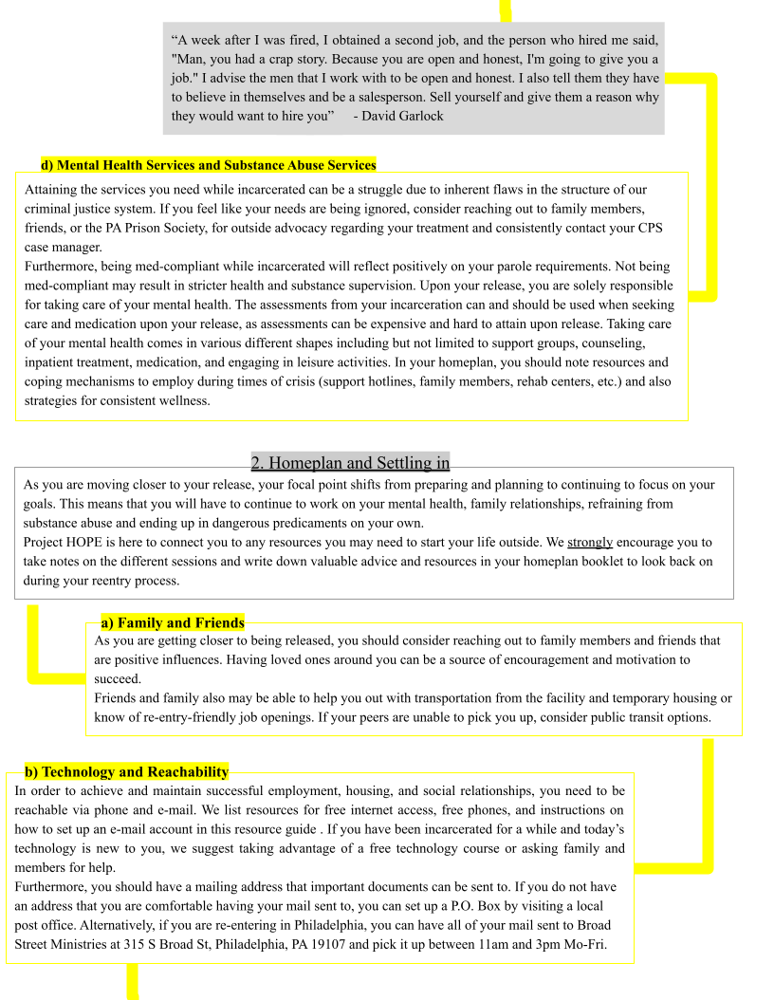 “A week after I was fired, I obtained a second job, and the person who hired me said,
"Man, you had a crap story. Because you are open and honest, I'm going to give you a
job." I advise the men that I work with to be open and honest. I also tell them they have
to believe in themselves and be a salesperson. Sell yourself and give them a reason why
they would want to hire you” - David Garlock
d) Mental Health Services and Substance Abuse Services
Attaining the services you need while incarcerated can be a struggle due to inherent flaws in the structure of our
criminal justice system. If you feel like your needs are being ignored, consider reaching out to family members,
friends, or the PA Prison Society, for outside advocacy regarding your treatment and consistently contact your CPS
case manager.
Furthermore, being med-compliant while incarcerated will reflect positively on your parole requirements. Not being
med-compliant may result in stricter health and substance supervision. Upon your release, you are solely responsible
for taking care of your mental health. The assessments from your incarceration can and should be used when seeking
care and medication upon your release, as assessments can be expensive and hard to attain upon release. Taking care
of your mental health comes in various different shapes including but not limited to support groups, counseling,
inpatient treatment, medication, and engaging in leisure activities. In your homeplan, you should note resources and
coping mechanisms to employ during times of crisis (support hotlines, family members, rehab centers, etc.) and also
strategies for consistent wellness.
2. Homeplan and Settling in
As you are moving closer to your release, your focal point shifts from preparing and planning to continuing to focus on your
goals. This means that you will have to continue to work on your mental health, family relationships, refraining from
substance abuse and ending up in dangerous predicaments on your own.
Project HOPE is here to connect you to any resources you may need to start your life outside. We strongly encourage you to
take notes on the different sessions and write down valuable advice and resources in your homeplan booklet to look back on
during your reentry process.
a) Family and Friends
As you are getting closer to being released, you should consider reaching out to family members and friends that
are positive influences. Having loved ones around you can be a source of encouragement and motivation to
succeed.
Friends and family also may be able to help you out with transportation from the facility and temporary housing or
know of re-entry-friendly job openings. If your peers are unable to pick you up, consider public transit options.
b) Technology and Reachability
In order to achieve and maintain successful employment, housing, and social relationships, you need to be
reachable via phone and e-mail. We list resources for free internet access, free phones, and instructions on
how to set up an e-mail account in this resource guide . If you have been incarcerated for a while and today’s
technology is new to you, we suggest taking advantage of a free technology course or asking family and
members for help.
Furthermore, you should have a mailing address that important documents can be sent to. If you do not have
an address that you are comfortable having your mail sent to, you can set up a P.O. Box by visiting a local
post office. Alternatively, if you are re-entering in Philadelphia, you can have all of your mail sent to Broad
Street Ministries at 315 S Broad St, Philadelphia, PA 19107 and pick it up between 11am and 3pm Mo-Fri.